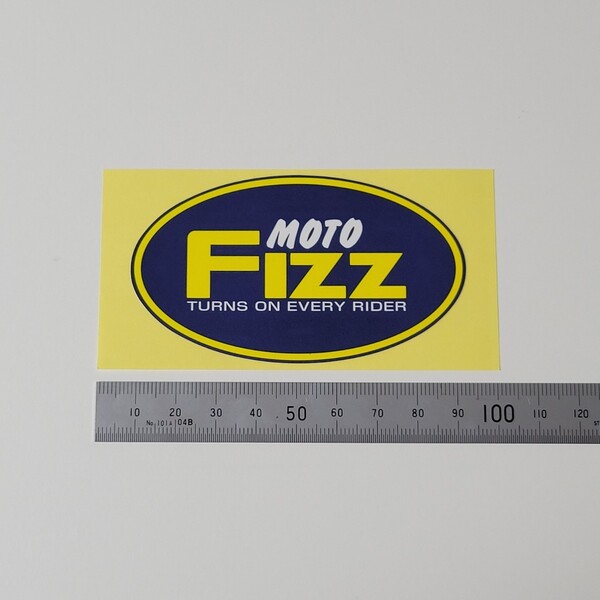 MOTO
FIZZ
TURNS ON EVERY RIDER
10 20 30 40 50 60 70 80 90 100 110 120
No.101A 04B ST